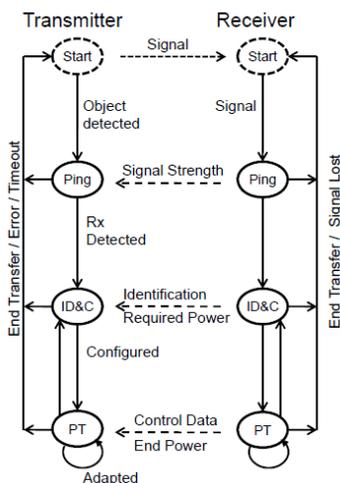 Transmitter Receiver
Start Signal Start
Object
detected
Signal
Ping Signal Strength Ping
Rx
Detected
ID&C Identification ID&C
Required Power
Configured
PT Control Data PT
End Power
Adapted
End Transfer / Error / Timeout
End Transfer / Signal Lost